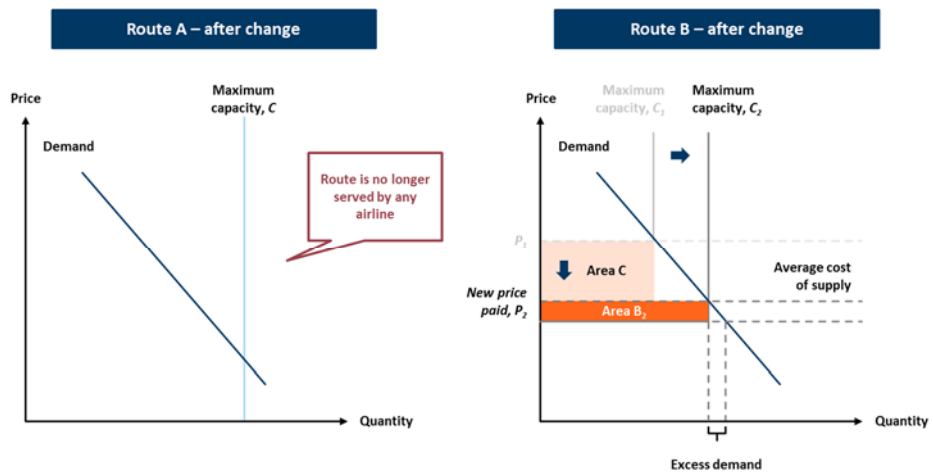 Route A – after change
Price
Maximum
capacity, C
Demand
Route is no longer
served by any
airline
Quantity
Route B – after change
Price
Maximum
capacity, C₁
Maximum
capacity, C₂
Demand
P₁
Area C
Average cost
of supply
New price
paid, P₂
Area B₂
Quantity
Excess demand